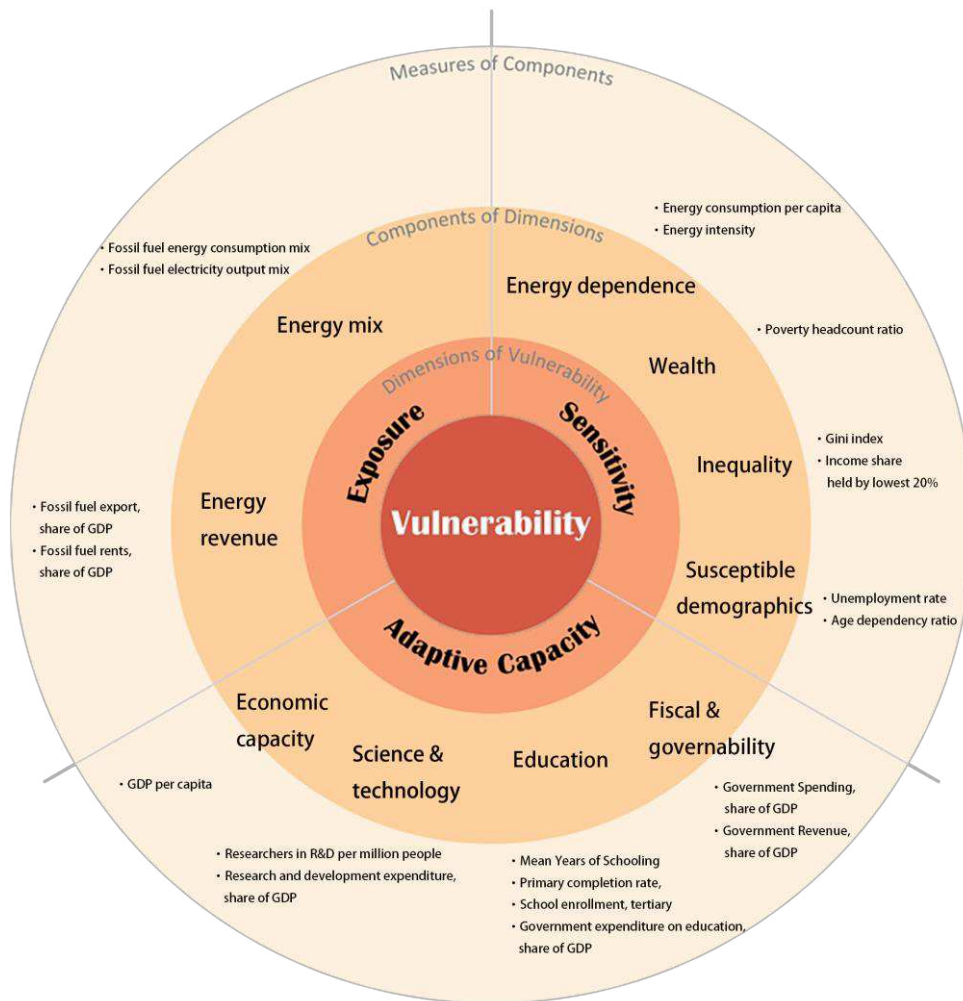 Measures of Components
Components of Dimensions
Dimensions of Vulnerability
Vulnerability
Exposure
Sensitivity
Adaptive Capacity
Energy mix
• Fossil fuel energy consumption mix
• Fossil fuel electricity output mix
Energy
revenue
• Fossil fuel export,
share of GDP
• Fossil fuel rents,
share of GDP
Energy dependence
• Energy consumption per capita
• Energy intensity
Wealth
• Poverty headcount ratio
Inequality
• Gini index
• Income share
held by lowest 20%
Susceptible
demographics
• Unemployment rate
• Age dependency ratio
Economic
capacity
• GDP per capita
Science &
technology
• Researchers in R&D per million people
• Research and development expenditure,
share of GDP
Education
• Mean Years of Schooling
• Primary completion rate,
• School enrollment, tertiary
• Government expenditure on education,
share of GDP
Fiscal &
governability
• Government Spending,
share of GDP
• Government Revenue,
share of GDP